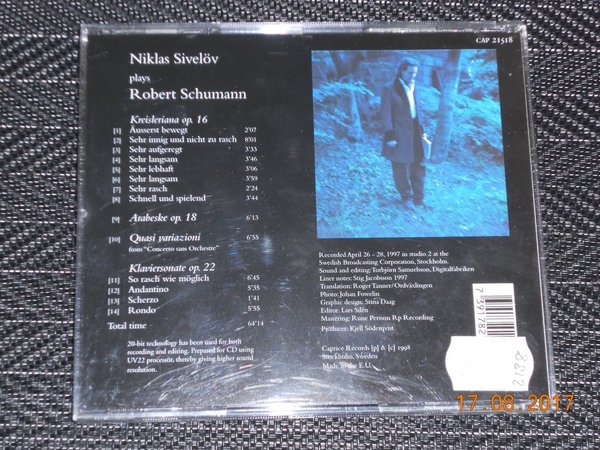 CAP 21518
Niklas Sivelöv
plays
Robert Schumann
Kreisleriana op. 16
[1] Äusserst bewegt 2'07
[2] Sehr innig und nicht zu rasch 8'01
[3] Sehr aufgeregt 3'33
[4] Sehr langsam 3'46
[5] Sehr lebhaft 3'06
[6] Sehr langsam 3'59
[7] Sehr rasch 2'24
[8] Schnell und spielend 3'44
[9] Arabeske op. 18 6'13
[10] Quasi variazioni 6'55
from "Concerto sans Orchestre"
Klaviersonate op. 22
[11] So rasch wie möglich 6'45
[12] Andantino 7'35
[13] Scherzo 1'41
[14] Rondo 5'55
Total time 64'14
20-bit technology has been used for both
recording and editing. Prepared for CD using
UV22 processor, thereby giving higher sound
resolution.
Recorded April 26 – 28, 1997 in studio 2 at the
Swedish Broadcasting Corporation, Stockholm
Sound and editing: Torbjörn Samuelsson, Digitalfabriken
Liner notes: Stig Jacobsson 1997
Translation: Roger Tanner/Ordväxlingen
Photo: Johan Fowelin
Graphic design: Stina Daag
Editor: Lars Silén
Mastering: Rune Persson Rp Recording
Producer: Kjell Söderqvist
Caprice Records [p] & [c] 1998
Stockholm, Sweden
Made in the E.U.
7 391782
17.08.2017